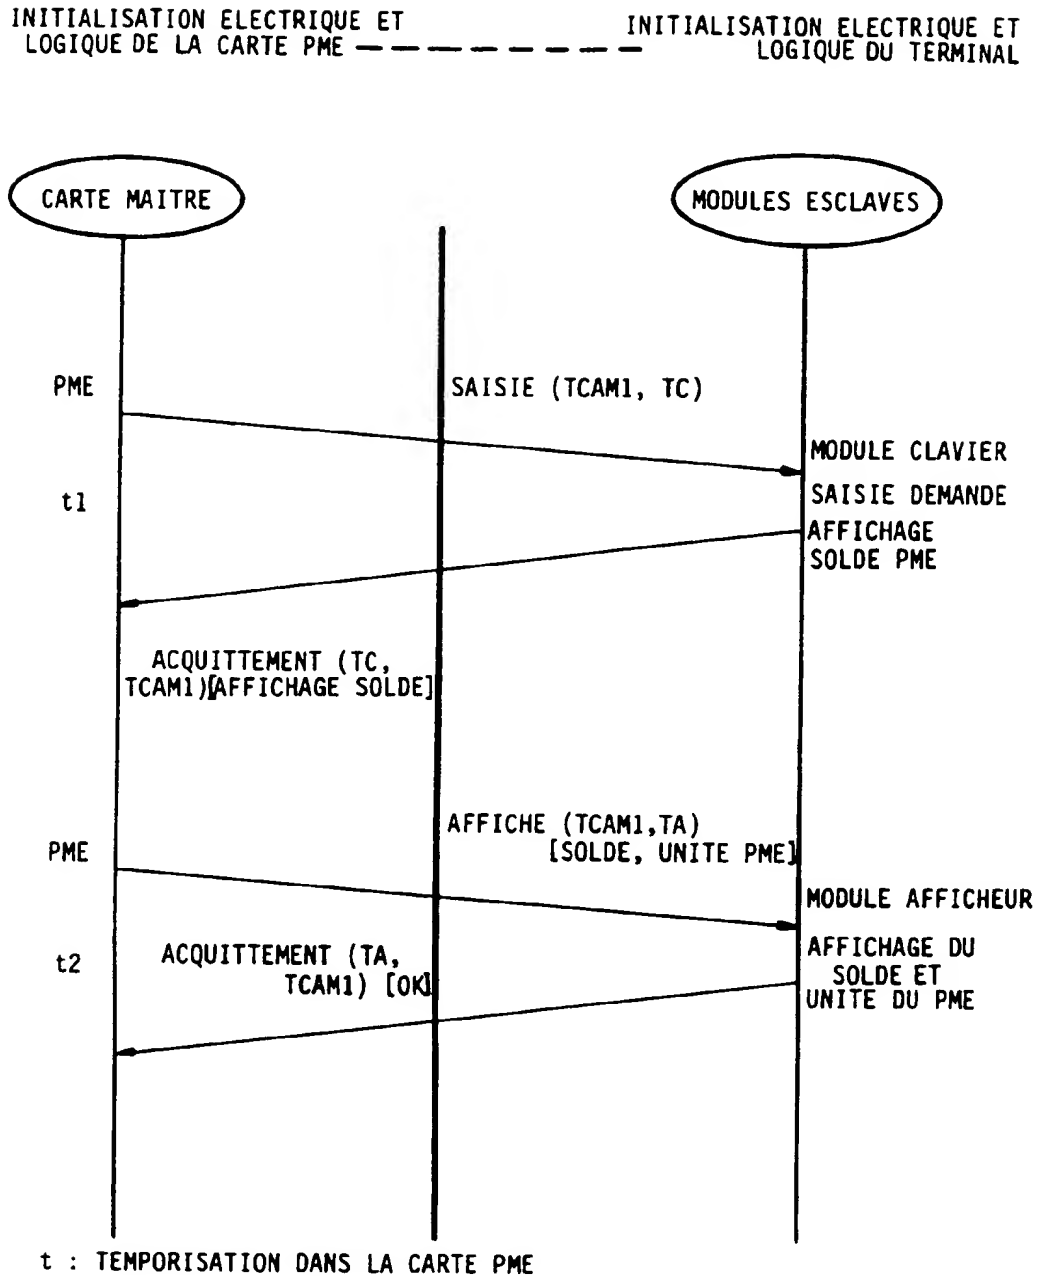 INITIALISATION ELECTRIQUE ET
LOGIQUE DE LA CARTE PME
INITIALISATION ELECTRIQUE ET
LOGIQUE DU TERMINAL
CARTE MAITRE
MODULES ESCLAVES
PME
SAISIE (TCAM1, TC)
MODULE CLAVIER
t1
SAISIE DEMANDE
AFFICHAGE
SOLDE PME
ACQUITTEMENT (TC,
TCAM1)[AFFICHAGE SOLDE]
AFFICHE (TCAM1,TA)
[SOLDE, UNITE PME]
PME
MODULE AFFICHEUR
t2
ACQUITTEMENT (TA,
TCAM1) [OK]
AFFICHAGE DU
SOLDE ET
UNITE DU PME
t : TEMPORISATION DANS LA CARTE PME